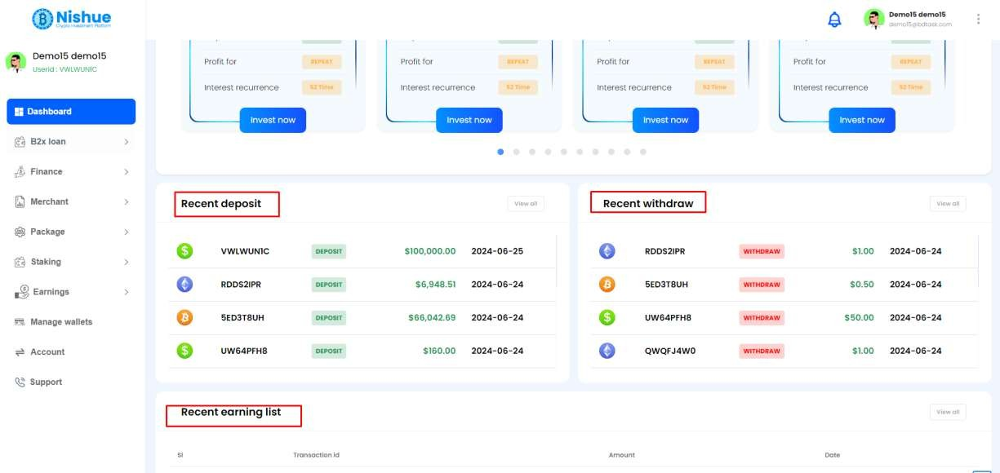 Nishue
Crypto Investment Platform
Demo15 demo15
demo15@bdtask.com
Demo15 demo15
Userid : VWLWUN1C
Dashboard
B2x loan
Finance
Merchant
Package
Staking
Earnings
Manage wallets
Account
Support
Profit for REPEAT Profit for REPEAT Profit for REPEAT Profit for REPEAT
Interest recurrence 52 Time Interest recurrence 52 Time Interest recurrence 52 Time Interest recurrence 52 Time
Invest now Invest now Invest now Invest now
Recent deposit View all
VWLWUN1C DEPOSIT $100,000.00 2024-06-25
RDDS2IPR DEPOSIT $6,948.51 2024-06-24
5ED3T8UH DEPOSIT $66,042.69 2024-06-24
UW64PFH8 DEPOSIT $160.00 2024-06-24
Recent withdraw View all
RDDS2IPR WITHDRAW $1.00 2024-06-24
5ED3T8UH WITHDRAW $0.50 2024-06-24
UW64PFH8 WITHDRAW $50.00 2024-06-24
QWQFJ4W0 WITHDRAW $1.00 2024-06-24
Recent earning list View all
Sl Transaction id Amount Date